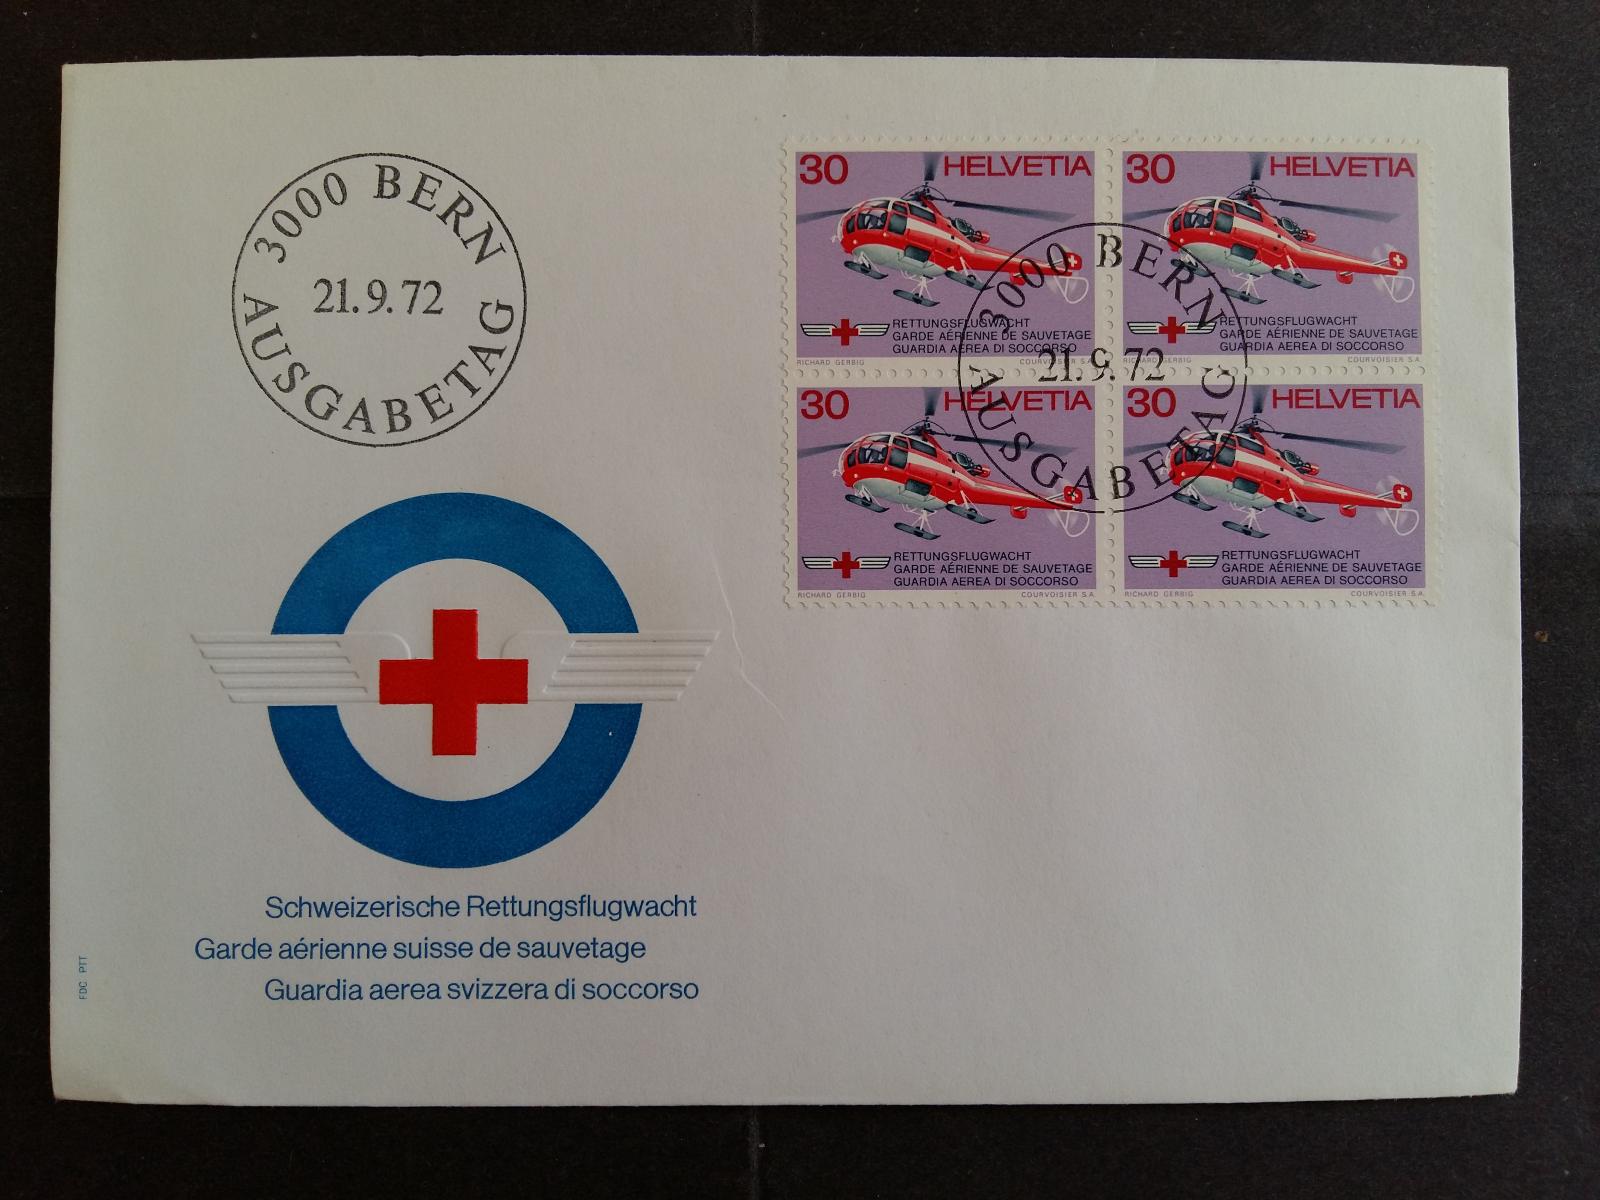 3000 BERN
21.9.72
AUSGABETAG
30 HELVETIA
RETTUNGSFLUGWACHT
GARDE AÉRIENNE DE SAUVETAGE
GUARDIA AEREA DI SOCCORSO
RICHARD GERBIG COURVOISIER S.A.
30 HELVETIA
RETTUNGSFLUGWACHT
GARDE AÉRIENNE DE SAUVETAGE
GUARDIA AEREA DI SOCCORSO
RICHARD GERBIG COURVOISIER S.A.
3000 BERN
21.9.72
AUSGABETAG
30 HELVETIA
RETTUNGSFLUGWACHT
GARDE AÉRIENNE DE SAUVETAGE
GUARDIA AEREA DI SOCCORSO
RICHARD GERBIG COURVOISIER S.A.
30 HELVETIA
RETTUNGSFLUGWACHT
GARDE AÉRIENNE DE SAUVETAGE
GUARDIA AEREA DI SOCCORSO
RICHARD GERBIG COURVOISIER S.A.
Schweizerische Rettungsflugwacht
Garde aérienne suisse de sauvetage
Guardia aerea svizzera di soccorso
FDC PTT